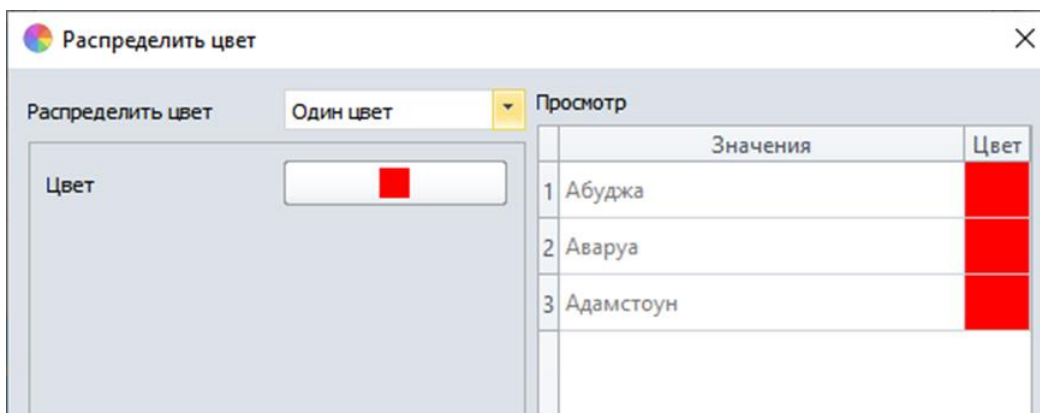 Распределить цвет
Распределить цвет
Один цвет
Цвет
Просмотр
Значения Цвет
1 Абуджа
2 Аваруа
3 Адамстоун